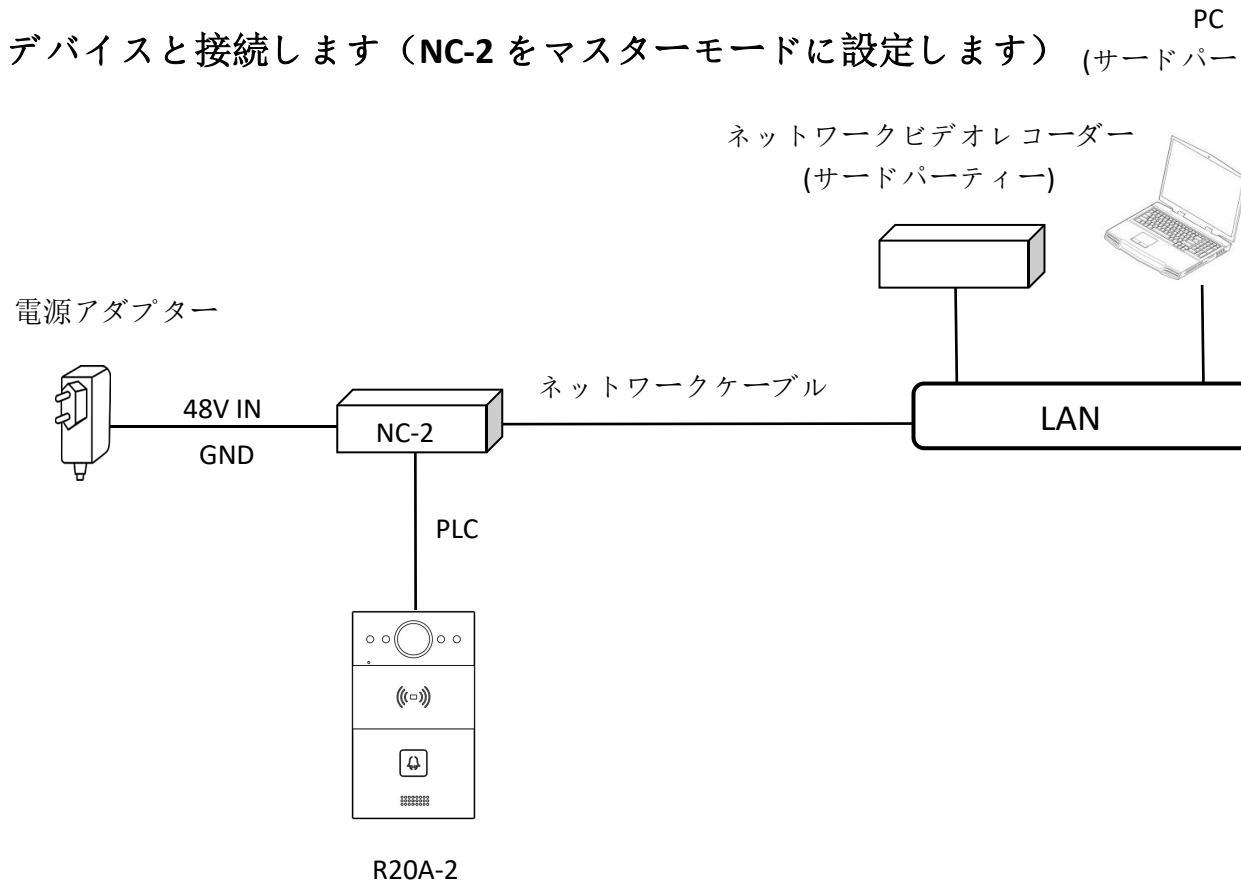 PC
デバイスと接続します（NC-2 をマスターモードに設定します）
(サードパー
ネットワークビデオレコーダー
(サードパーティー)
電源アダプター
ネットワークケーブル
48V IN
GND
NC-2
LAN
PLC
R20A-2